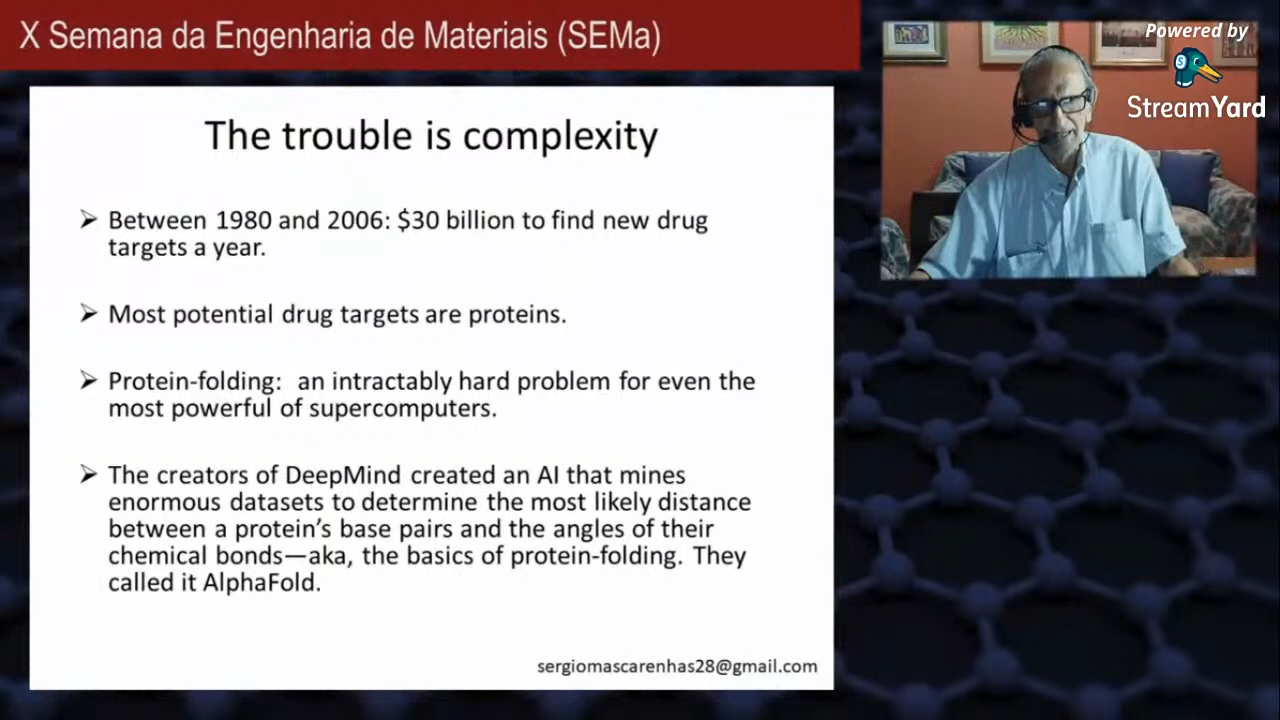 X Semana da Engenharia de Materiais (SEMa)
Powered by
StreamYard
The trouble is complexity
➢ Between 1980 and 2006: $30 billion to find new drug
targets a year.
➢ Most potential drug targets are proteins.
➢ Protein-folding:  an intractably hard problem for even the
most powerful of supercomputers.
➢ The creators of DeepMind created an AI that mines
enormous datasets to determine the most likely distance
between a protein’s base pairs and the angles of their
chemical bonds—aka, the basics of protein-folding. They
called it AlphaFold.
sergiomascarenhas28@gmail.com